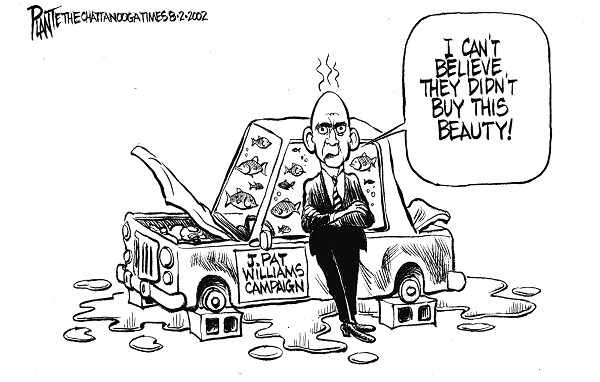 PLANTE THE CHATTANOOGA TIMES 8·2·2002
I CAN'T
BELIEVE
THEY DIDN'T
BUY THIS
BEAUTY!
J. PAT
WILLIAMS
CAMPAIGN